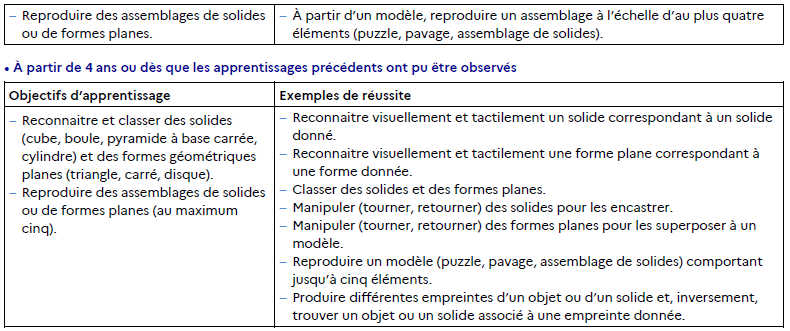 – Reproduire des assemblages de solides
ou de formes planes.
– À partir d’un modèle, reproduire un assemblage à l’échelle d’au plus quatre
éléments (puzzle, pavage, assemblage de solides).
• À partir de 4 ans ou dès que les apprentissages précédents ont pu être observés
Objectifs d’apprentissage
Exemples de réussite
– Reconnaitre et classer des solides
(cube, boule, pyramide à base carrée,
cylindre) et des formes géométriques
planes (triangle, carré, disque).
– Reproduire des assemblages de solides
ou de formes planes (au maximum
cinq).
– Reconnaitre visuellement et tactilement un solide correspondant à un solide
donné.
– Reconnaitre visuellement et tactilement une forme plane correspondant à
une forme donnée.
– Classer des solides et des formes planes.
– Manipuler (tourner, retourner) des solides pour les encastrer.
– Manipuler (tourner, retourner) des formes planes pour les superposer à un
modèle.
– Reproduire un modèle (puzzle, pavage, assemblage de solides) comportant
jusqu’à cinq éléments.
– Produire différentes empreintes d’un objet ou d’un solide et, inversement,
trouver un objet ou un solide associé à une empreinte donnée.